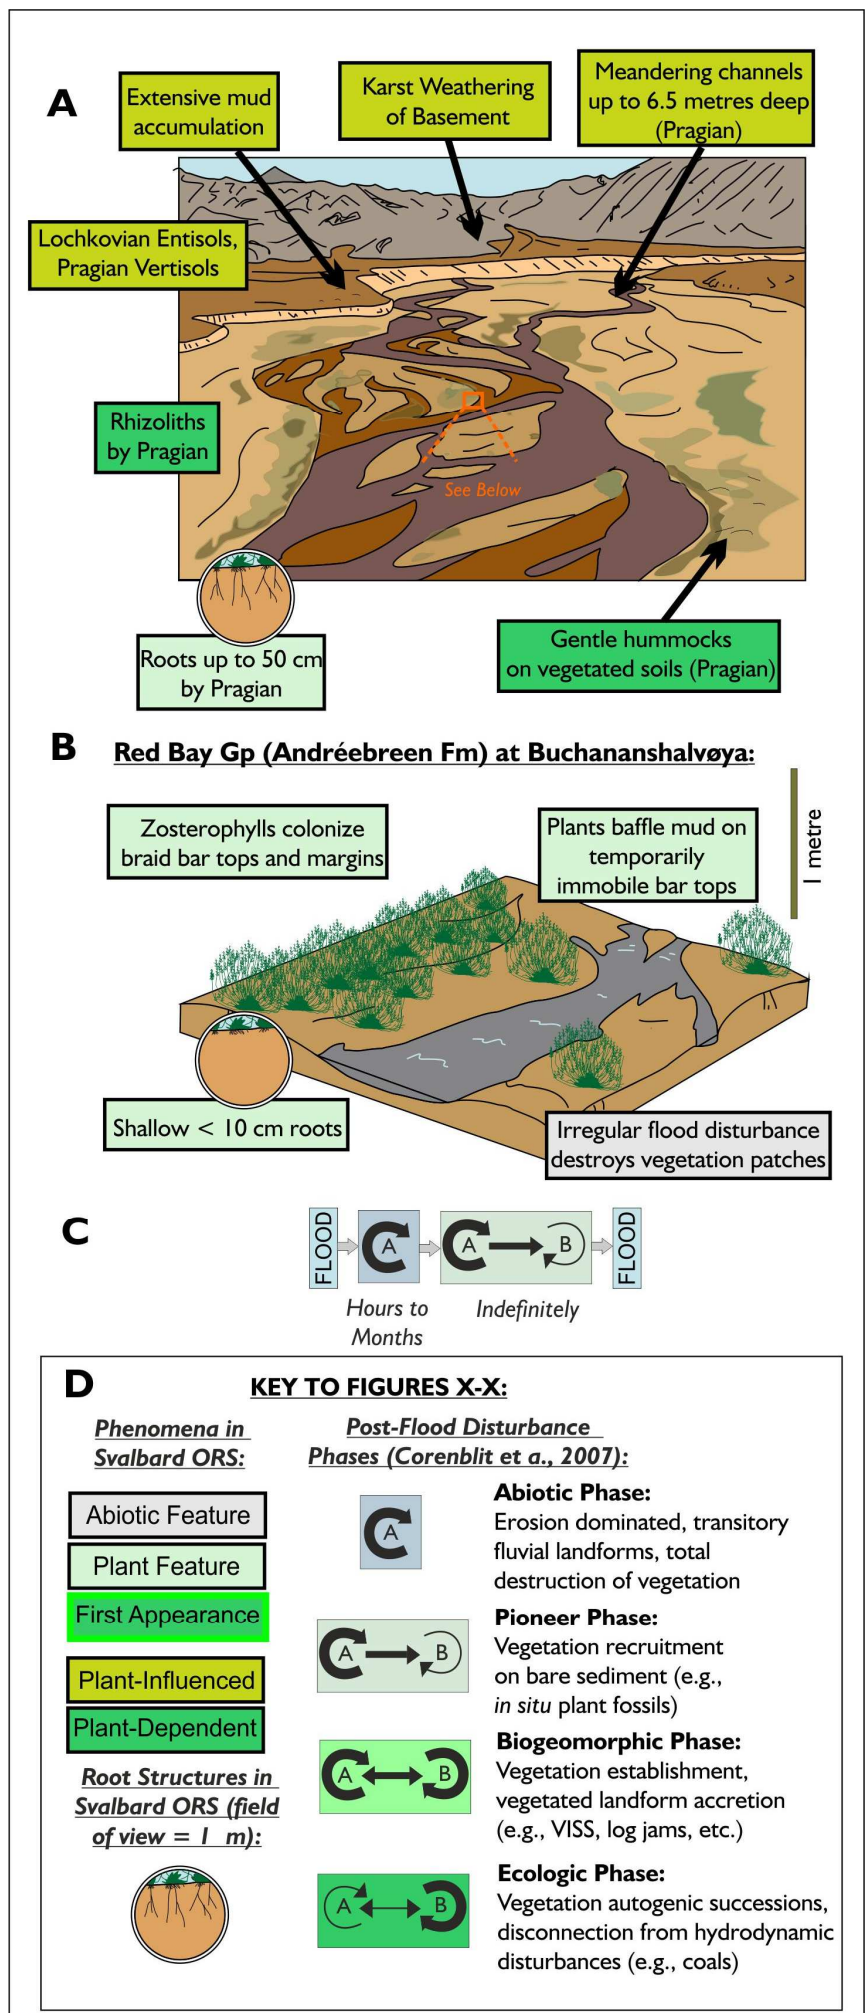 A
Extensive mud
accumulation
Karst Weathering
of Basement
Meandering channels
up to 6.5 metres deep
(Pragian)
Lochkovian Entisols,
Pragian Vertisols
Rhizoliths
by Pragian
See Below
Roots up to 50 cm
by Pragian
Gentle hummocks
on vegetated soils (Pragian)
B
Red Bay Gp (Andréebreen Fm) at Buchananshalvøya:
Zosterophylls colonize
braid bar tops and margins
Plants baffle mud on
temporarily
immobile bar tops
1 metre
Shallow < 10 cm roots
Irregular flood disturbance
destroys vegetation patches
C
FLOOD
A
A
B
FLOOD
Hours to
Months
Indefinitely
D
KEY TO FIGURES X-X:
Phenomena in
Svalbard ORS:
Abiotic Feature
Plant Feature
First Appearance
Plant-Influenced
Plant-Dependent
Root Structures in
Svalbard ORS (field
of view = 1 m):
Post-Flood Disturbance
Phases (Corenblit et a., 2007):
A
Abiotic Phase:
Erosion dominated, transitory
fluvial landforms, total
destruction of vegetation
A
B
Pioneer Phase:
Vegetation recruitment
on bare sediment (e.g.,
in situ plant fossils)
A
B
Biogeomorphic Phase:
Vegetation establishment,
vegetated landform accretion
(e.g., VISS, log jams, etc.)
A
B
Ecologic Phase:
Vegetation autogenic successions,
disconnection from hydrodynamic
disturbances (e.g., coals)